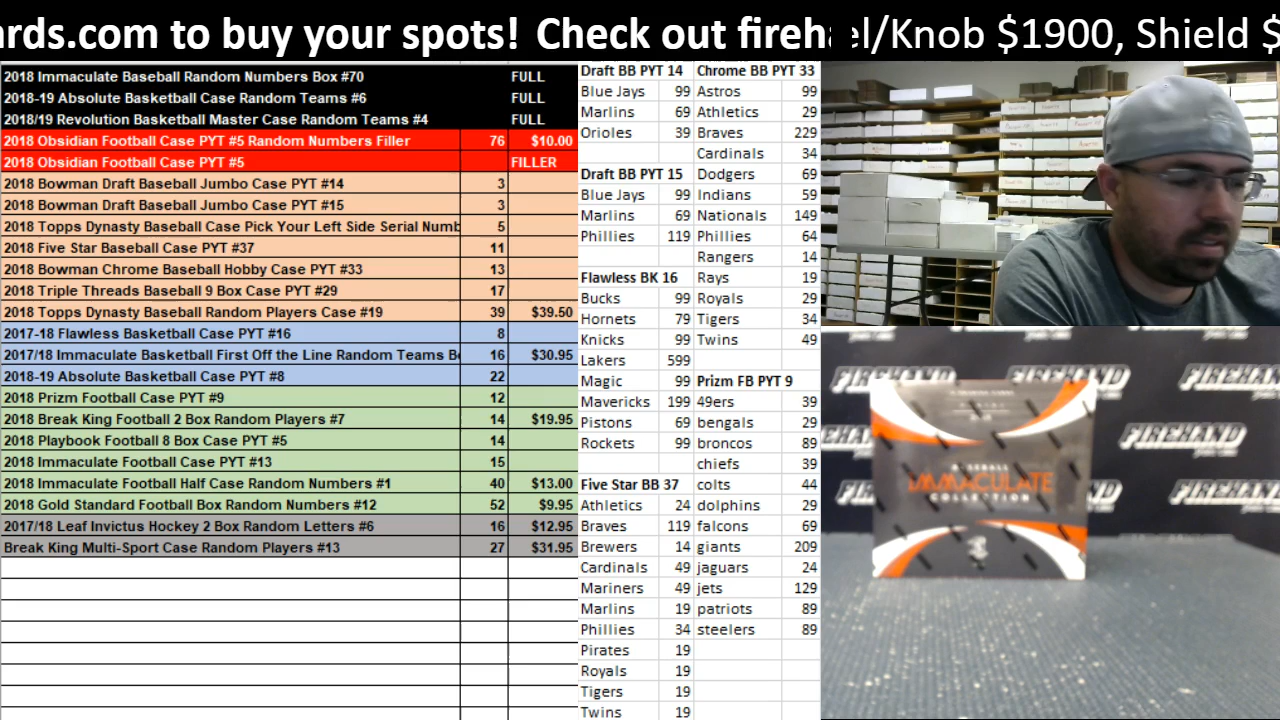 ards.com to buy your spots! Check out fireh
el/Knob $1900, Shield $
2018 Immaculate Baseball Random Numbers Box #70 FULL
2018-19 Absolute Basketball Case Random Teams #6 FULL
2018/19 Revolution Basketball Master Case Random Teams #4 FULL
2018 Obsidian Football Case PYT #5 Random Numbers Filler 76 $10.00
2018 Obsidian Football Case PYT #5 FILLER
2018 Bowman Draft Baseball Jumbo Case PYT #14 3
2018 Bowman Draft Baseball Jumbo Case PYT #15 3
2018 Topps Dynasty Baseball Case Pick Your Left Side Serial Numb 5
2018 Five Star Baseball Case PYT #37 11
2018 Bowman Chrome Baseball Hobby Case PYT #33 13
2018 Triple Threads Baseball 9 Box Case PYT #29 17
2018 Topps Dynasty Baseball Random Players Case #19 39 $39.50
2017-18 Flawless Basketball Case PYT #16 8
2017/18 Immaculate Basketball First Off the Line Random Teams Bo 16 $30.95
2018-19 Absolute Basketball Case PYT #8 22
2018 Prizm Football Case PYT #9 12
2018 Break King Football 2 Box Random Players #7 14 $19.95
2018 Playbook Football 8 Box Case PYT #5 14
2018 Immaculate Football Case PYT #13 15
2018 Immaculate Football Half Case Random Numbers #1 40 $13.00
2018 Gold Standard Football Box Random Numbers #12 52 $9.95
2017/18 Leaf Invictus Hockey 2 Box Random Letters #6 16 $12.95
Break King Multi-Sport Case Random Players #13 27 $31.95
Draft BB PYT 14
Blue Jays 99
Marlins 69
Orioles 39
Draft BB PYT 15
Blue Jays 99
Marlins 69
Phillies 119
Flawless BK 16
Bucks 99
Hornets 79
Knicks 99
Lakers 599
Magic 99
Mavericks 199
Pistons 69
Rockets 99
Five Star BB 37
Athletics 24
Braves 119
Brewers 14
Cardinals 49
Mariners 49
Marlins 19
Phillies 34
Pirates 19
Royals 19
Tigers 19
Twins 19
Chrome BB PYT 33
Astros 99
Athletics 29
Braves 229
Cardinals 34
Dodgers 69
Indians 59
Nationals 149
Phillies 64
Rangers 14
Rays 19
Royals 29
Tigers 34
Twins 49
Prizm FB PYT 9
49ers 39
bengals 29
broncos 89
chiefs 39
colts 44
dolphins 29
falcons 69
giants 209
jaguars 24
jets 129
patriots 89
steelers 89
FIREHAND
FIREHAND
BASEBALL
IMMACULATE
COLLECTION